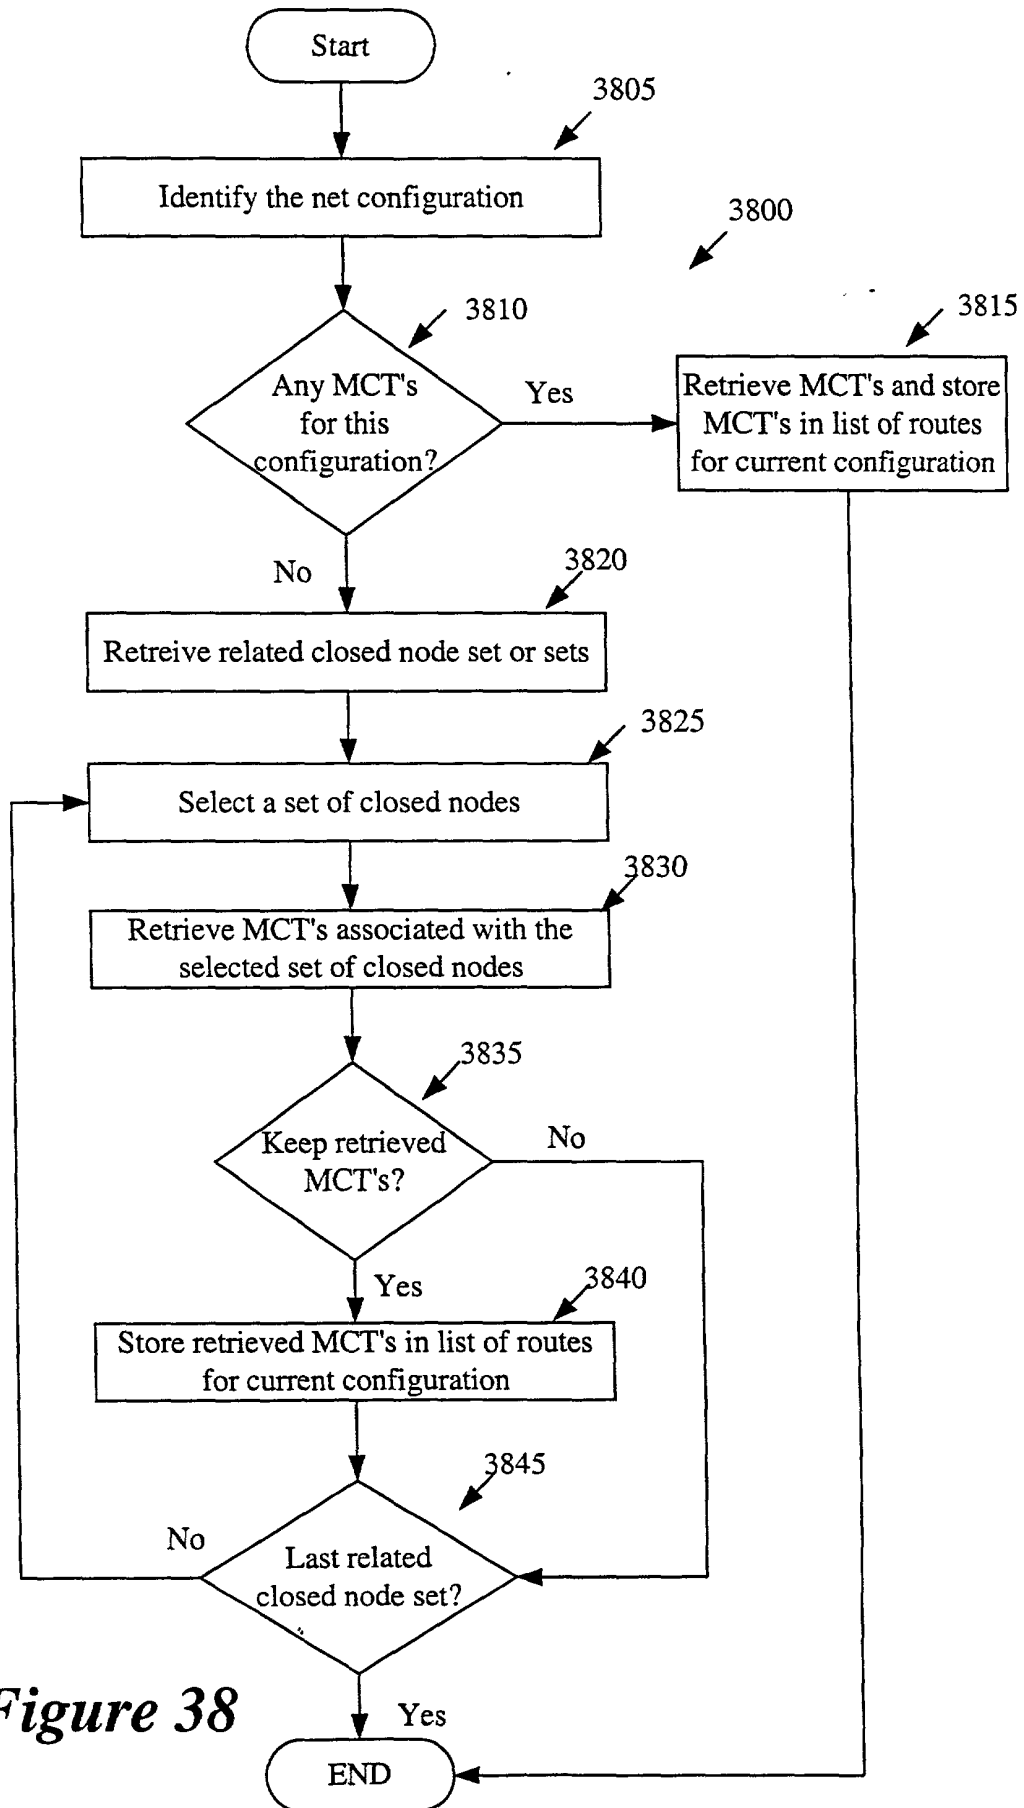 Start
3805
Identify the net configuration
3800
3810
3815
Any MCT's
for this
configuration?
Yes
Retrieve MCT's and store
MCT's in list of routes
for current configuration
No
3820
Retreive related closed node set or sets
3825
Select a set of closed nodes
3830
Retrieve MCT's associated with the
selected set of closed nodes
3835
Keep retrieved
MCT's?
No
Yes
3840
Store retrieved MCT's in list of routes
for current configuration
3845
No
Last related
closed node set?
Figure 38
Yes
END